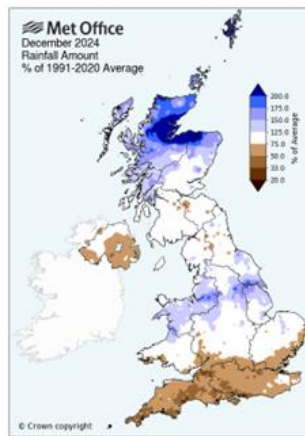 Met Office
December 2024
Rainfall Amount
% of 1991-2020 Average
200.0
175.0
150.0
125.0
75.0
50.0
33.0
20.0
% of Average
© Crown copyright